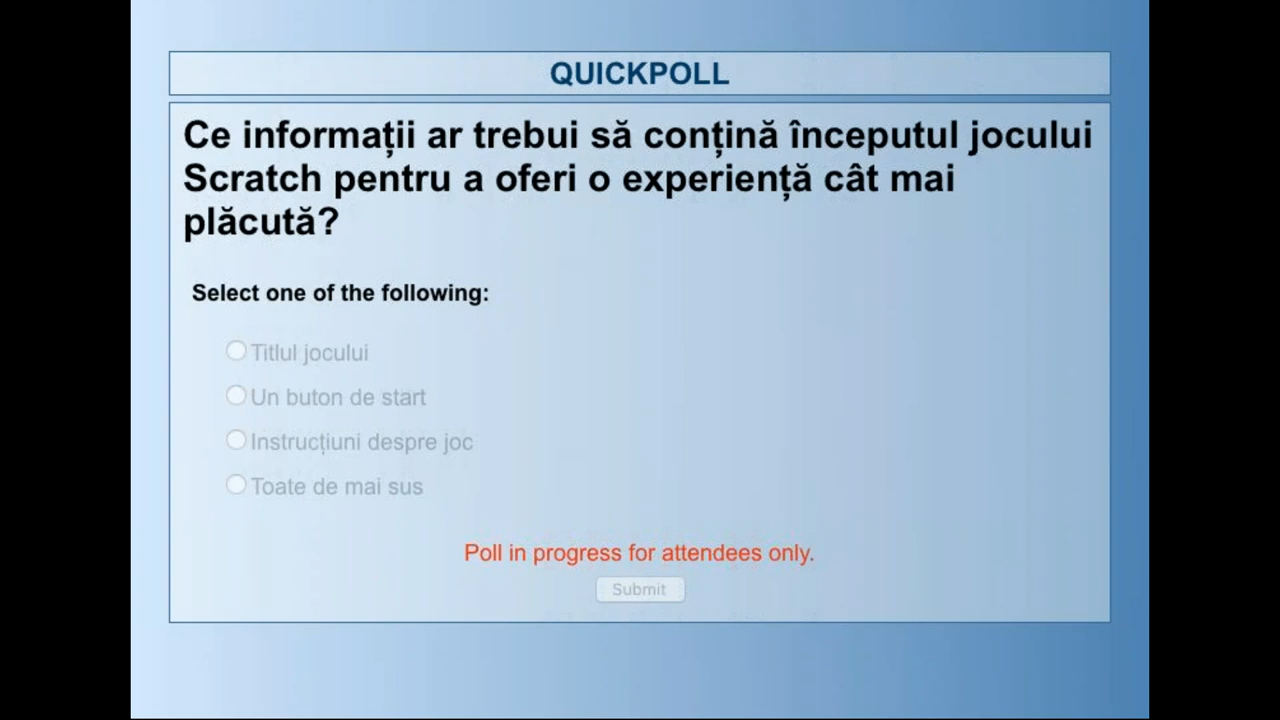 QUICKPOLL
Ce informații ar trebui să conțină începutul jocului
Scratch pentru a oferi o experiență cât mai
plăcută?
Select one of the following:
Titlul jocului
Un buton de start
Instrucțiuni despre joc
Toate de mai sus
Poll in progress for attendees only.
Submit